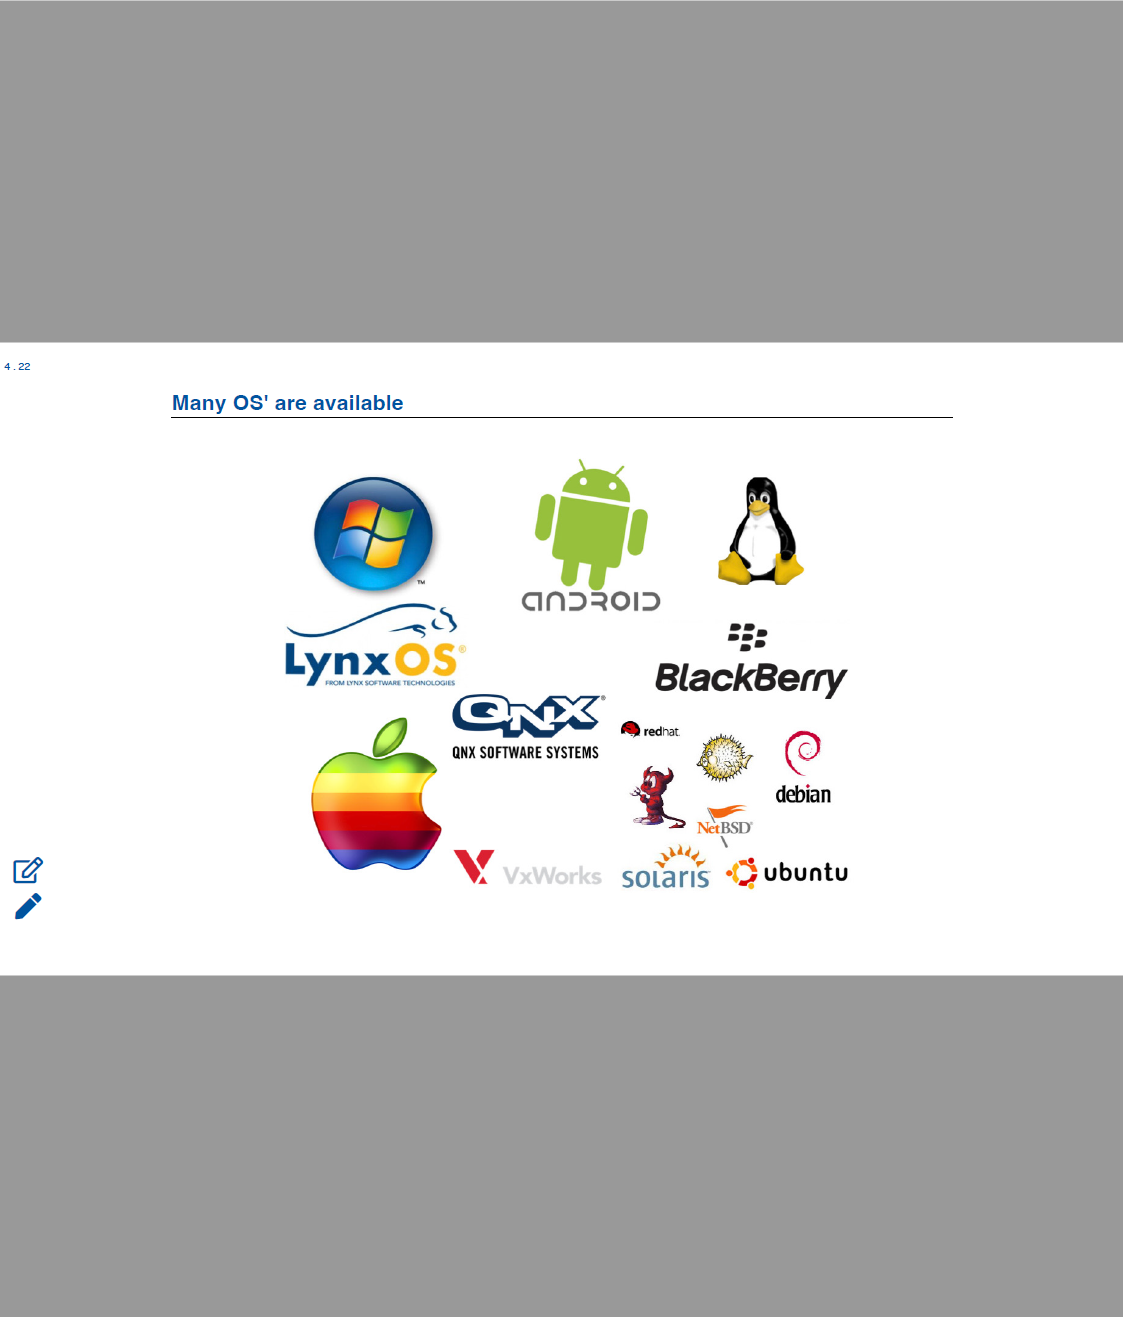 4.22
Many OS' are available
™
ANDROID
LynxOS®
FROM LYNX SOFTWARE TECHNOLOGIES
BlackBerry
QNX®
QNX SOFTWARE SYSTEMS
redhat.
debian
NetBSD®
VxWorks
solaris
ubuntu